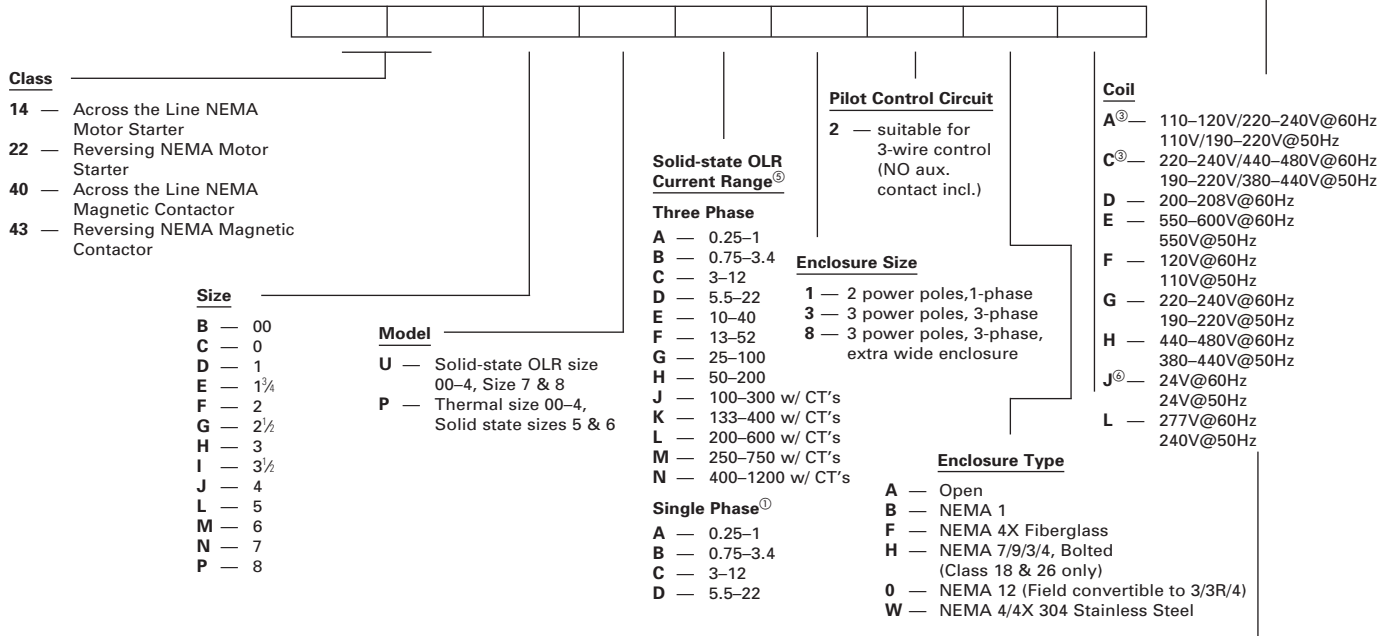 Class
14 — Across the Line NEMA
Motor Starter
22 — Reversing NEMA Motor
Starter
40 — Across the Line NEMA
Magnetic Contactor
43 — Reversing NEMA Magnetic
Contactor
Size
B — 00
C — 0
D — 1
E — 1¾
F — 2
G — 2½
H — 3
I — 3½
J — 4
L — 5
M — 6
N — 7
P — 8
Model
U — Solid-state OLR size
00–4, Size 7 & 8
P — Thermal size 00–4,
Solid state sizes 5 & 6
Solid-state OLR
Current Range⑤
Three Phase
A — 0.25–1
B — 0.75–3.4
C — 3–12
D — 5.5–22
E — 10–40
F — 13–52
G — 25–100
H — 50–200
J — 100–300 w/ CT's
K — 133–400 w/ CT's
L — 200–600 w/ CT's
M — 250–750 w/ CT's
N — 400–1200 w/ CT's
Single Phase①
A — 0.25–1
B — 0.75–3.4
C — 3–12
D — 5.5–22
Enclosure Size
1 — 2 power poles,1-phase
3 — 3 power poles, 3-phase
8 — 3 power poles, 3-phase,
extra wide enclosure
Pilot Control Circuit
2 — suitable for
3-wire control
(NO aux.
contact incl.)
Enclosure Type
A — Open
B — NEMA 1
F — NEMA 4X Fiberglass
H — NEMA 7/9/3/4, Bolted
(Class 18 & 26 only)
0 — NEMA 12 (Field convertible to 3/3R/4)
W — NEMA 4/4X 304 Stainless Steel
Coil
A③— 110–120V/220–240V@60Hz
110V/190–220V@50Hz
C③— 220–240V/440–480V@60Hz
190–220V/380–440V@50Hz
D — 200–208V@60Hz
E — 550–600V@60Hz
550V@50Hz
F — 120V@60Hz
110V@50Hz
G — 220–240V@60Hz
190–220V@50Hz
H — 440–480V@60Hz
380–440V@50Hz
J⑥— 24V@60Hz
24V@50Hz
L — 277V@60Hz
240V@50Hz